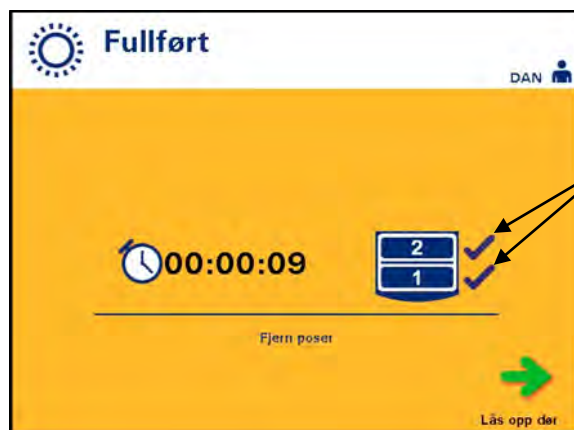 Fullført
DAN
00:00:09
2
1
Fjern poser
Lås opp dør